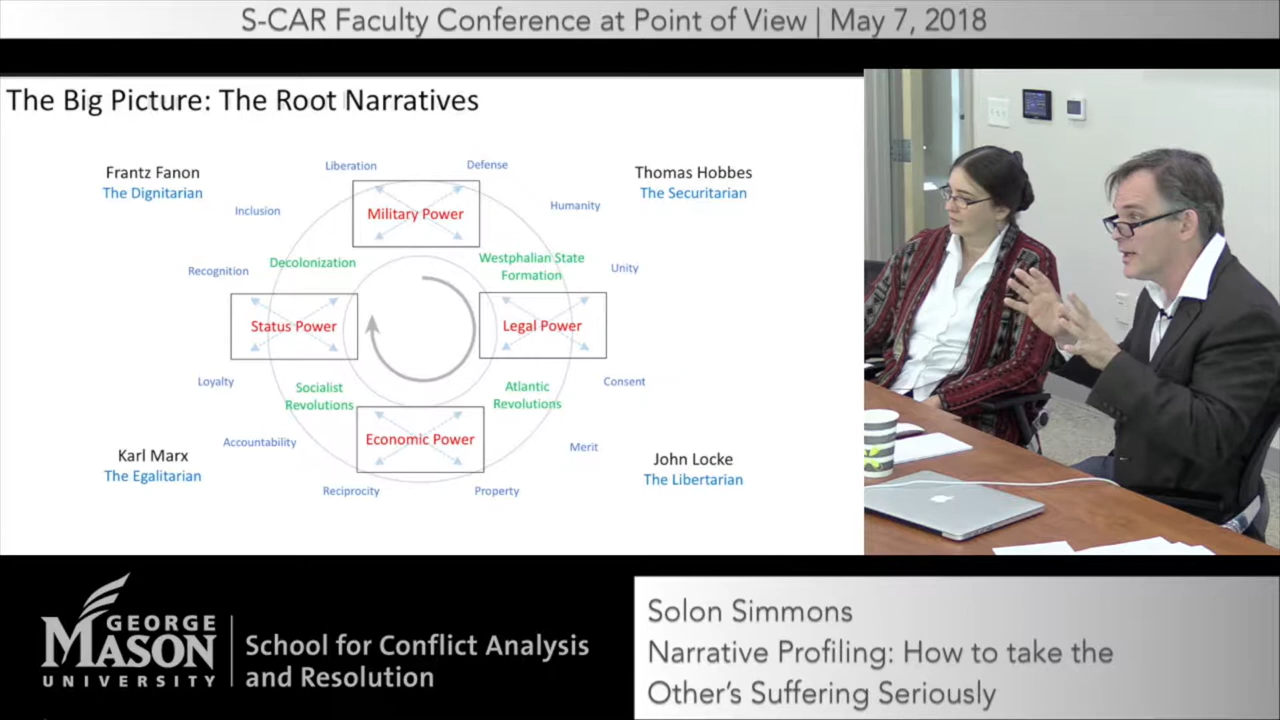 S-CAR Faculty Conference at Point of View | May 7, 2018
The Big Picture: The Root Narratives
Frantz Fanon
The Dignitarian
Liberation
Defense
Thomas Hobbes
The Securitarian
Inclusion
Military Power
Humanity
Recognition
Decolonization
Westphalian State
Formation
Unity
Status Power
Legal Power
Loyalty
Socialist
Revolutions
Atlantic
Revolutions
Consent
Accountability
Economic Power
Merit
Karl Marx
The Egalitarian
John Locke
The Libertarian
Reciprocity
Property
GEORGE
MASON
UNIVERSITY
School for Conflict Analysis
and Resolution
Solon Simmons
Narrative Profiling: How to take the
Other's Suffering Seriously